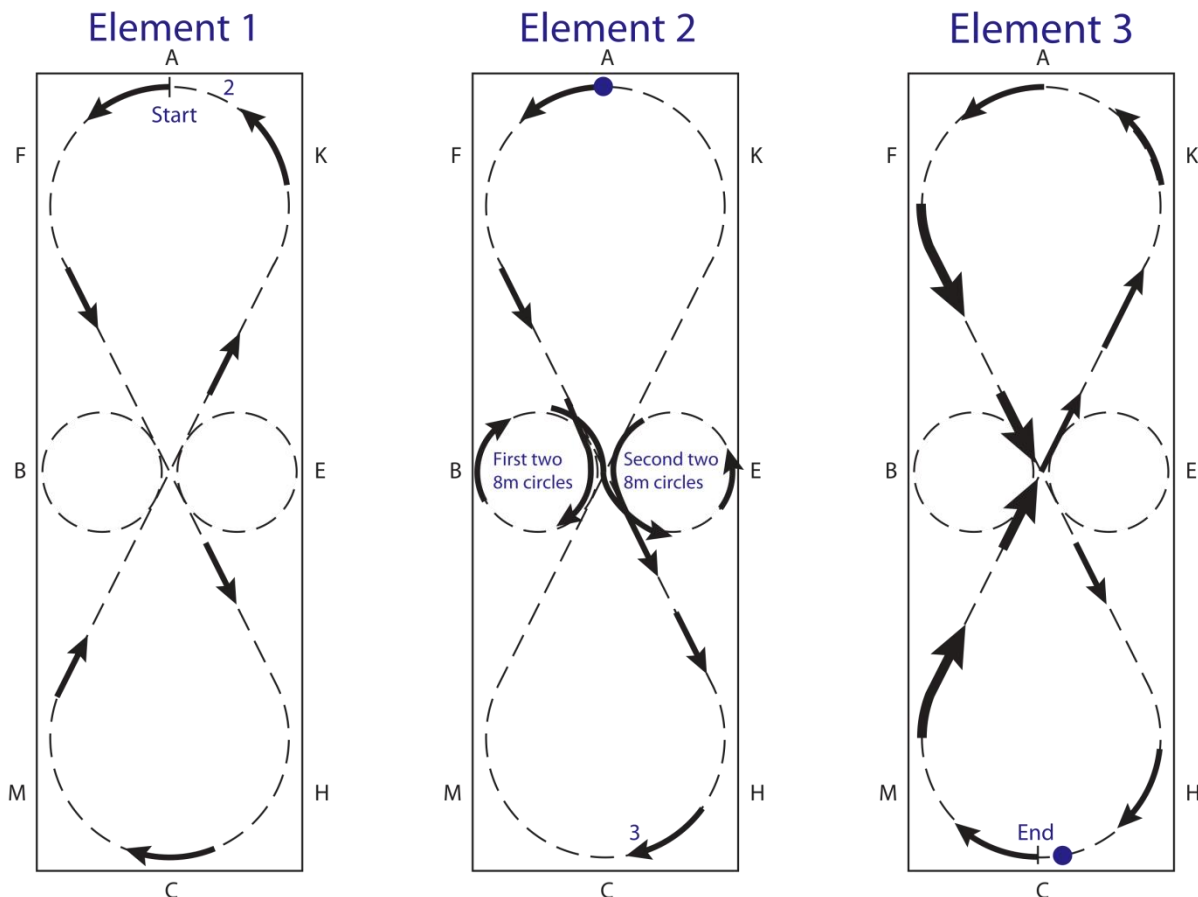 Element 1
A
2
Start
F
K
B
E
M
H
C
Element 2
A
F
K
B
First two
8m circles
Second two
8m circles
E
M
H
3
C
Element 3
A
F
K
B
E
M
H
End
C